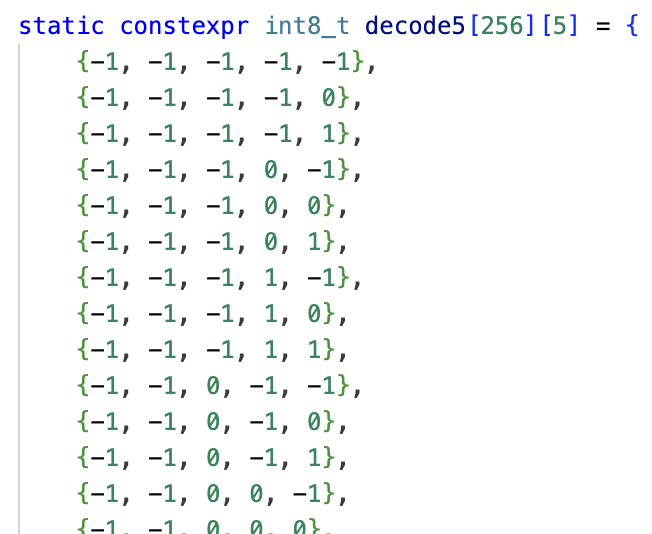 static constexpr int8_t decode5[256][5] = {
{-1, -1, -1, -1, -1},
{-1, -1, -1, -1, 0},
{-1, -1, -1, -1, 1},
{-1, -1, -1, 0, -1},
{-1, -1, -1, 0, 0},
{-1, -1, -1, 0, 1},
{-1, -1, -1, 1, -1},
{-1, -1, -1, 1, 0},
{-1, -1, -1, 1, 1},
{-1, -1, 0, -1, -1},
{-1, -1, 0, -1, 0},
{-1, -1, 0, -1, 1},
{-1, -1, 0, 0, -1},
{-1, -1, 0, 0, 0},